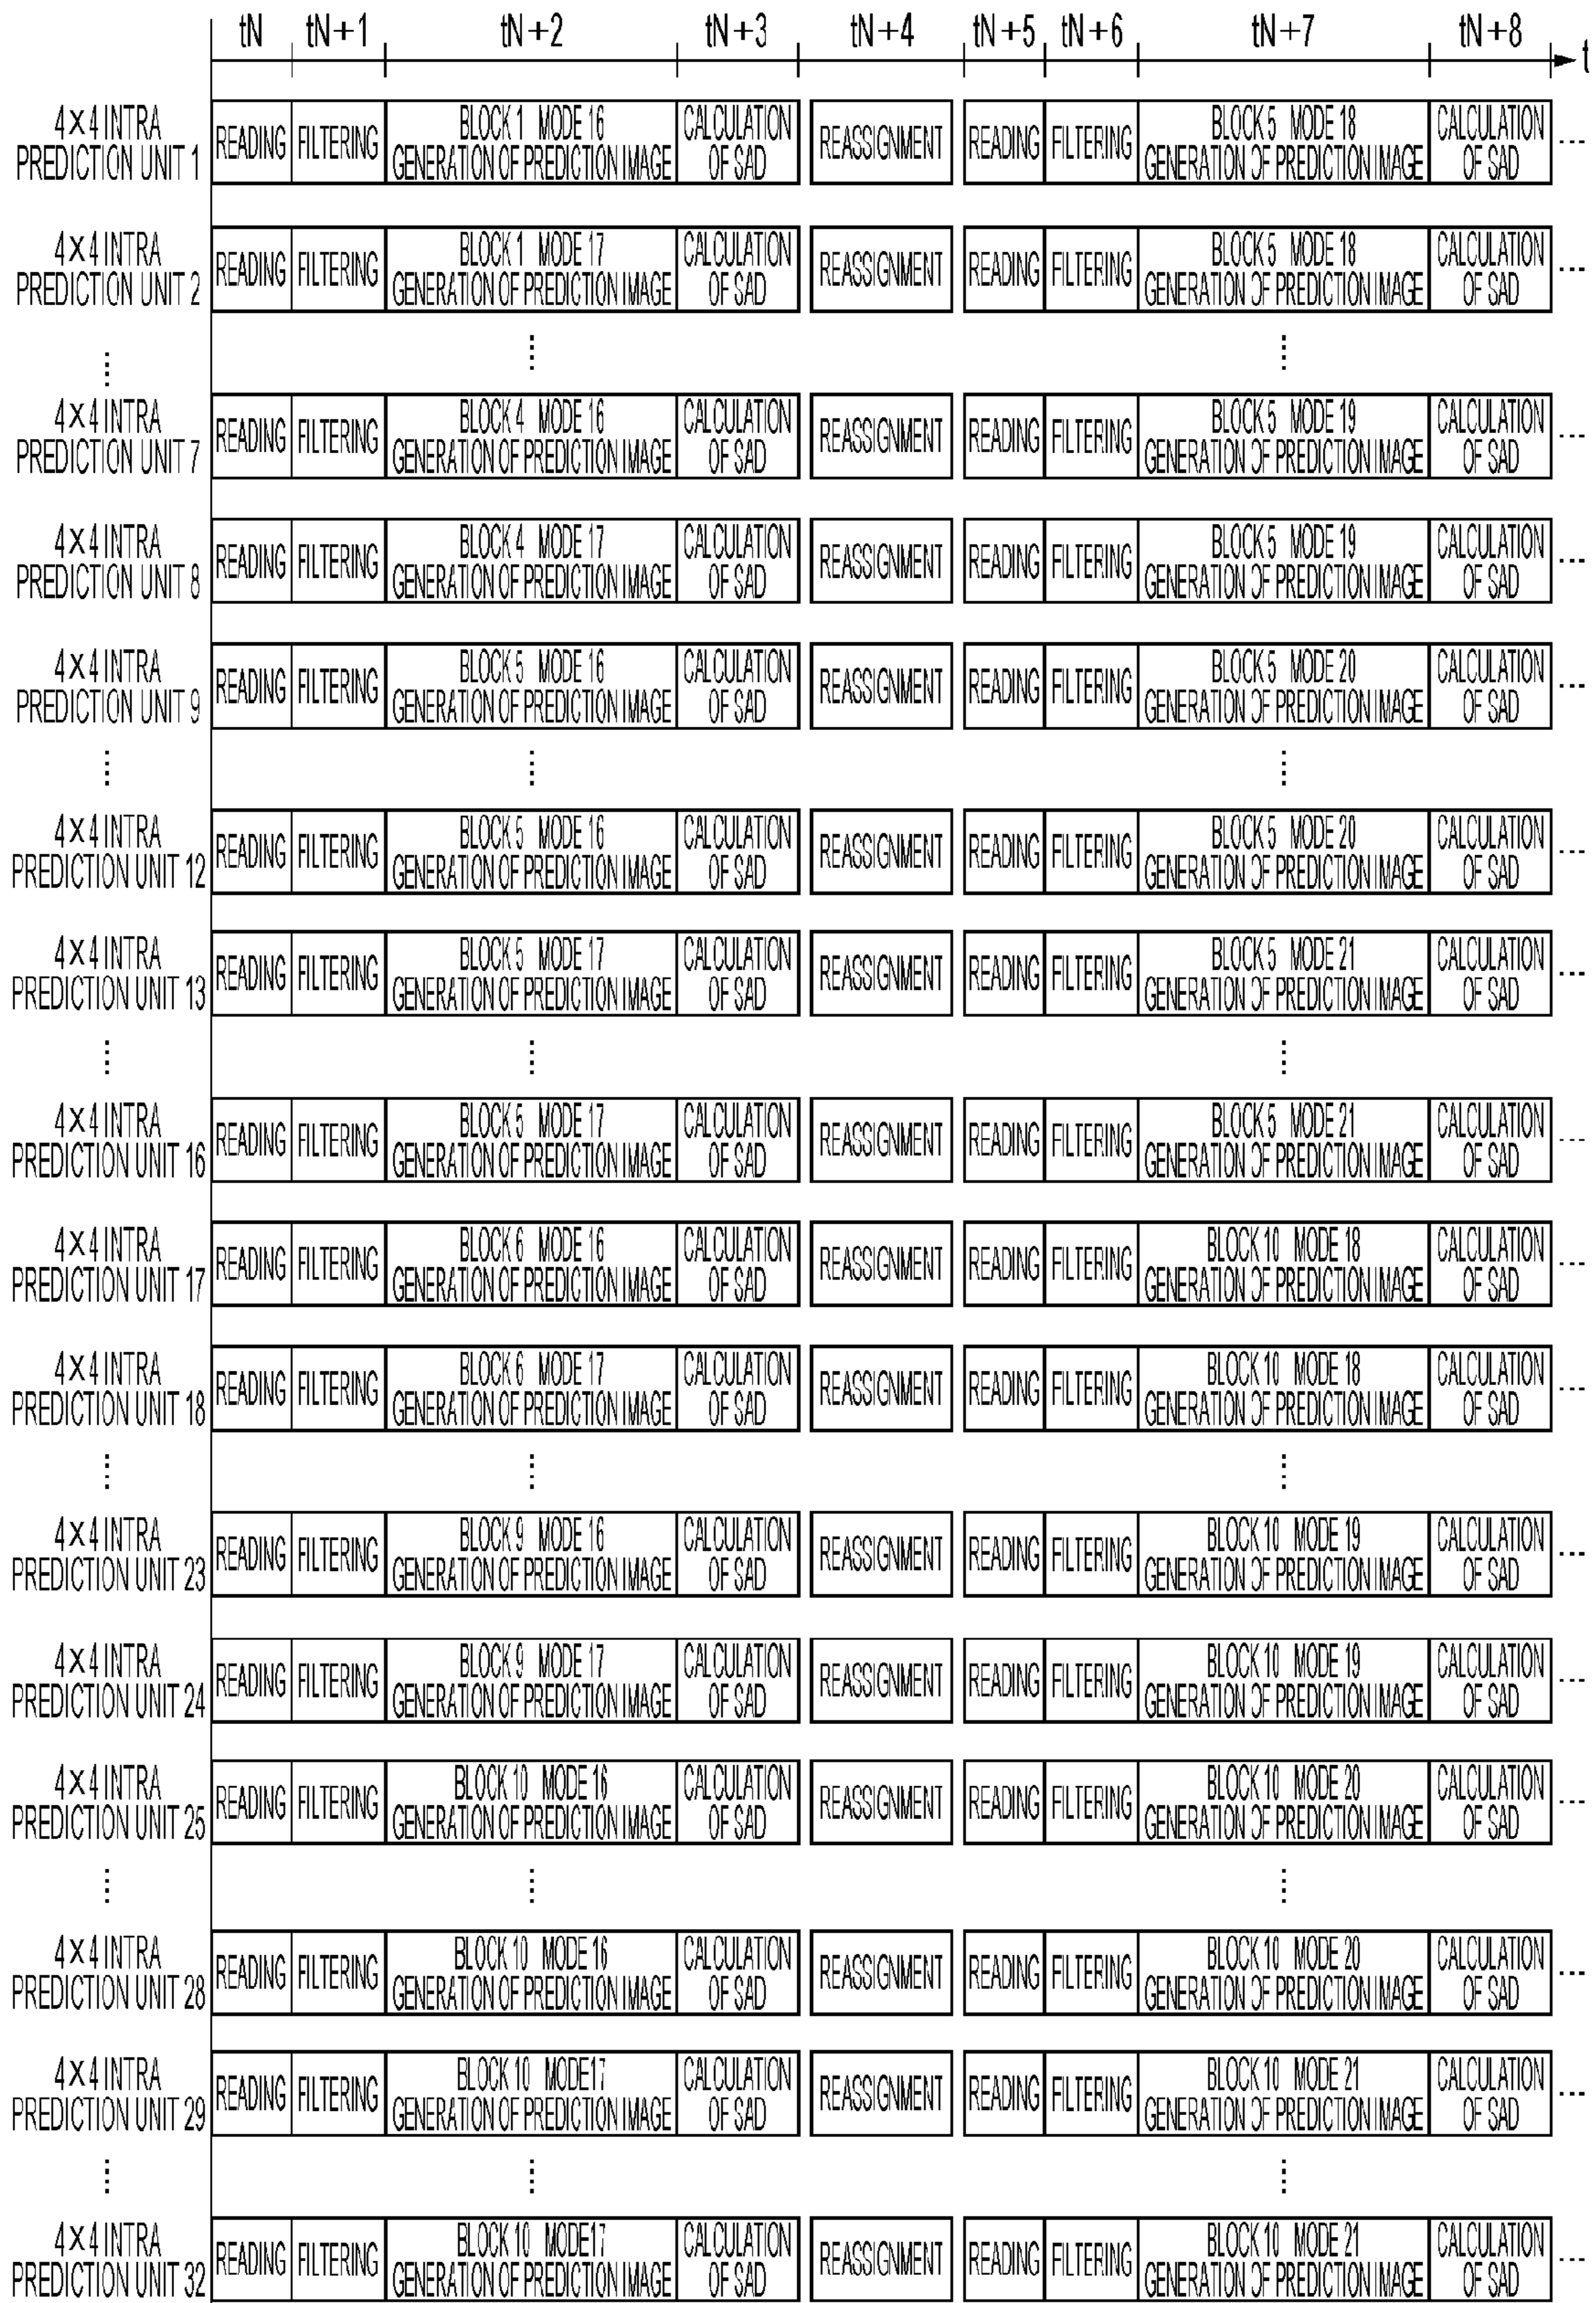 tN tN+1 tN+2 tN+3 tN+4 tN+5 tN+6 tN+7 tN+8
t
4×4 INTRA PREDICTION UNIT 1 READING FILTERING BLOCK 1 MODE 16 GENERATION OF PREDICTION IMAGE CALCULATION OF SAD REASSIGNMENT READING FILTERING BLOCK 5 MODE 18 GENERATION OF PREDICTION IMAGE CALCULATION OF SAD ...
4×4 INTRA PREDICTION UNIT 2 READING FILTERING BLOCK 1 MODE 17 GENERATION OF PREDICTION IMAGE CALCULATION OF SAD REASSIGNMENT READING FILTERING BLOCK 5 MODE 18 GENERATION OF PREDICTION IMAGE CALCULATION OF SAD ...
4×4 INTRA PREDICTION UNIT 7 READING FILTERING BLOCK 4 MODE 16 GENERATION OF PREDICTION IMAGE CALCULATION OF SAD REASSIGNMENT READING FILTERING BLOCK 5 MODE 19 GENERATION OF PREDICTION IMAGE CALCULATION OF SAD ...
4×4 INTRA PREDICTION UNIT 8 READING FILTERING BLOCK 4 MODE 17 GENERATION OF PREDICTION IMAGE CALCULATION OF SAD REASSIGNMENT READING FILTERING BLOCK 5 MODE 19 GENERATION OF PREDICTION IMAGE CALCULATION OF SAD ...
4×4 INTRA PREDICTION UNIT 9 READING FILTERING BLOCK 5 MODE 16 GENERATION OF PREDICTION IMAGE CALCULATION OF SAD REASSIGNMENT READING FILTERING BLOCK 5 MODE 20 GENERATION OF PREDICTION IMAGE CALCULATION OF SAD ...
4×4 INTRA PREDICTION UNIT 12 READING FILTERING BLOCK 5 MODE 16 GENERATION OF PREDICTION IMAGE CALCULATION OF SAD REASSIGNMENT READING FILTERING BLOCK 5 MODE 20 GENERATION OF PREDICTION IMAGE CALCULATION OF SAD ...
4×4 INTRA PREDICTION UNIT 13 READING FILTERING BLOCK 5 MODE 17 GENERATION OF PREDICTION IMAGE CALCULATION OF SAD REASSIGNMENT READING FILTERING BLOCK 5 MODE 21 GENERATION OF PREDICTION IMAGE CALCULATION OF SAD ...
4×4 INTRA PREDICTION UNIT 16 READING FILTERING BLOCK 5 MODE 17 GENERATION OF PREDICTION IMAGE CALCULATION OF SAD REASSIGNMENT READING FILTERING BLOCK 5 MODE 21 GENERATION OF PREDICTION IMAGE CALCULATION OF SAD ...
4×4 INTRA PREDICTION UNIT 17 READING FILTERING BLOCK 6 MODE 16 GENERATION OF PREDICTION IMAGE CALCULATION OF SAD REASSIGNMENT READING FILTERING BLOCK 10 MODE 18 GENERATION OF PREDICTION IMAGE CALCULATION OF SAD ...
4×4 INTRA PREDICTION UNIT 18 READING FILTERING BLOCK 6 MODE 17 GENERATION OF PREDICTION IMAGE CALCULATION OF SAD REASSIGNMENT READING FILTERING BLOCK 10 MODE 18 GENERATION OF PREDICTION IMAGE CALCULATION OF SAD ...
4×4 INTRA PREDICTION UNIT 23 READING FILTERING BLOCK 9 MODE 16 GENERATION OF PREDICTION IMAGE CALCULATION OF SAD REASSIGNMENT READING FILTERING BLOCK 10 MODE 19 GENERATION OF PREDICTION IMAGE CALCULATION OF SAD ...
4×4 INTRA PREDICTION UNIT 24 READING FILTERING BLOCK 9 MODE 17 GENERATION OF PREDICTION IMAGE CALCULATION OF SAD REASSIGNMENT READING FILTERING BLOCK 10 MODE 19 GENERATION OF PREDICTION IMAGE CALCULATION OF SAD ...
4×4 INTRA PREDICTION UNIT 25 READING FILTERING BLOCK 10 MODE 16 GENERATION OF PREDICTION IMAGE CALCULATION OF SAD REASSIGNMENT READING FILTERING BLOCK 10 MODE 20 GENERATION OF PREDICTION IMAGE CALCULATION OF SAD ...
4×4 INTRA PREDICTION UNIT 28 READING FILTERING BLOCK 10 MODE 16 GENERATION OF PREDICTION IMAGE CALCULATION OF SAD REASSIGNMENT READING FILTERING BLOCK 10 MODE 20 GENERATION OF PREDICTION IMAGE CALCULATION OF SAD ...
4×4 INTRA PREDICTION UNIT 29 READING FILTERING BLOCK 10 MODE17 GENERATION OF PREDICTION IMAGE CALCULATION OF SAD REASSIGNMENT READING FILTERING BLOCK 10 MODE 21 GENERATION OF PREDICTION IMAGE CALCULATION OF SAD ...
4×4 INTRA PREDICTION UNIT 32 READING FILTERING BLOCK 10 MODE17 GENERATION OF PREDICTION IMAGE CALCULATION OF SAD REASSIGNMENT READING FILTERING BLOCK 10 MODE 21 GENERATION OF PREDICTION IMAGE CALCULATION OF SAD ...